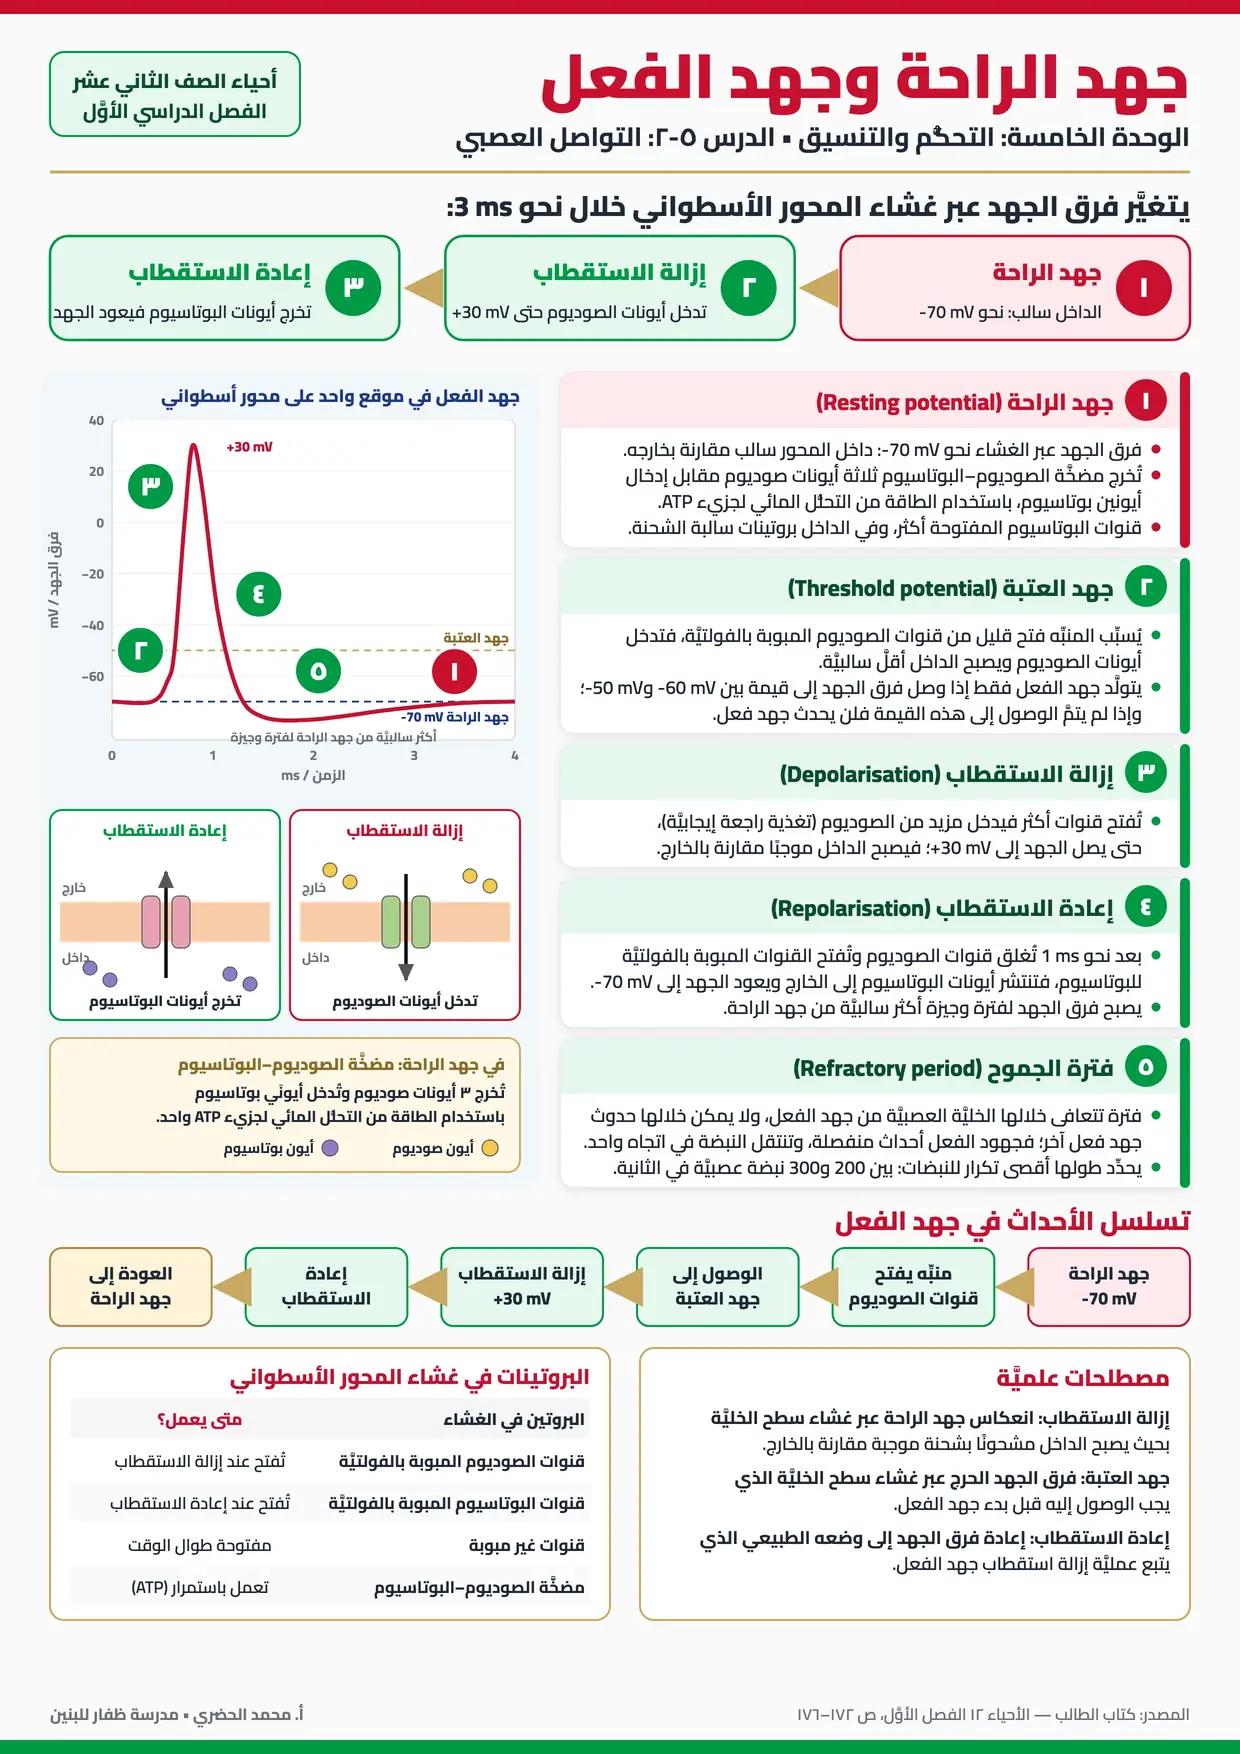 جهد الراحة وجهد الفعل
الوحدة الخامسة: التحكُّم والتنسيق • الدرس ٥-٢: التواصل العصبي
أحياء الصف الثاني عشر
الفصل الدراسي الأوَّل
يتغيَّر فرق الجهد عبر غشاء المحور الأسطواني خلال نحو 3 ms:
١
جهد الراحة
الداخل سالب: نحو -70 mV
٢
إزالة الاستقطاب
تدخل أيونات الصوديوم حتى +30 mV
٣
إعادة الاستقطاب
تخرج أيونات البوتاسيوم فيعود الجهد
١
جهد الراحة (Resting potential)
فرق الجهد عبر الغشاء نحو -70 mV: داخل المحور سالب مقارنة بخارجه.
تُخرج مضخَّة الصوديوم–البوتاسيوم ثلاثة أيونات صوديوم مقابل إدخال
أيونين بوتاسيوم، باستخدام الطاقة من التحلُّل المائي لجزيء ATP.
قنوات البوتاسيوم المفتوحة أكثر، وفي الداخل بروتينات سالبة الشحنة.
٢
جهد العتبة (Threshold potential)
يُسبِّب المنبِّه فتح قليل من قنوات الصوديوم المبوبة بالفولتيَّة، فتدخل
أيونات الصوديوم ويصبح الداخل أقلَّ سالبيَّة.
يتولَّد جهد الفعل فقط إذا وصل فرق الجهد إلى قيمة بين -60 mV و-50 mV؛
وإذا لم يتمَّ الوصول إلى هذه القيمة فلن يحدث جهد فعل.
٣
إزالة الاستقطاب (Depolarisation)
تُفتح قنوات أكثر فيدخل مزيد من الصوديوم (تغذية راجعة إيجابيَّة)،
حتى يصل الجهد إلى +30 mV؛ فيصبح الداخل موجبًا مقارنة بالخارج.
٤
إعادة الاستقطاب (Repolarisation)
بعد نحو 1 ms تُغلق قنوات الصوديوم وتُفتح القنوات المبوبة بالفولتيَّة
للبوتاسيوم، فتنتشر أيونات البوتاسيوم إلى الخارج ويعود الجهد إلى -70 mV.
يصبح فرق الجهد لفترة وجيزة أكثر سالبيَّة من جهد الراحة.
٥
فترة الجموح (Refractory period)
فترة تتعافى خلالها الخليَّة العصبيَّة من جهد الفعل، ولا يمكن خلالها حدوث
جهد فعل آخر؛ فجهود الفعل أحداث منفصلة، وتنتقل النبضة في اتجاه واحد.
يحدِّد طولها أقصى تكرار للنبضات: بين 200 و300 نبضة عصبيَّة في الثانية.
جهد الفعل في موقع واحد على محور أسطواني
فرق الجهد / mV
40
20
0
−20
−40
−60
+30 mV
٣
٤
٢
٥
١
جهد العتبة
جهد الراحة -70 mV
أكثر سالبيَّة من جهد الراحة لفترة وجيزة
0 1 2 3 4
الزمن / ms
إزالة الاستقطاب
خارج
داخل
تدخل أيونات الصوديوم
إعادة الاستقطاب
خارج
داخل
تخرج أيونات البوتاسيوم
في جهد الراحة: مضخَّة الصوديوم–البوتاسيوم
تُخرج ٣ أيونات صوديوم وتُدخل أيونَي بوتاسيوم
باستخدام الطاقة من التحلُّل المائي لجزيء ATP واحد.
أيون صوديوم
أيون بوتاسيوم
تسلسل الأحداث في جهد الفعل
جهد الراحة
-70 mV
منبِّه يفتح
قنوات الصوديوم
الوصول إلى
جهد العتبة
إزالة الاستقطاب
+30 mV
إعادة
الاستقطاب
العودة إلى
جهد الراحة
مصطلحات علميَّة
إزالة الاستقطاب: انعكاس جهد الراحة عبر غشاء سطح الخليَّة
بحيث يصبح الداخل مشحونًا بشحنة موجبة مقارنة بالخارج.
جهد العتبة: فرق الجهد الحرج عبر غشاء سطح الخليَّة الذي
يجب الوصول إليه قبل بدء جهد الفعل.
إعادة الاستقطاب: إعادة فرق الجهد إلى وضعه الطبيعي الذي
يتبع عمليَّة إزالة استقطاب جهد الفعل.
البروتينات في غشاء المحور الأسطواني
البروتين في الغشاء
متى يعمل؟
قنوات الصوديوم المبوبة بالفولتيَّة
تُفتح عند إزالة الاستقطاب
قنوات البوتاسيوم المبوبة بالفولتيَّة
تُفتح عند إعادة الاستقطاب
قنوات غير مبوبة
مفتوحة طوال الوقت
مضخَّة الصوديوم–البوتاسيوم
تعمل باستمرار (ATP)
المصدر: كتاب الطالب — الأحياء ١٢ الفصل الأوَّل، ص ١٧٢–١٧٦
أ. محمد الحضري • مدرسة ظفار للبنين